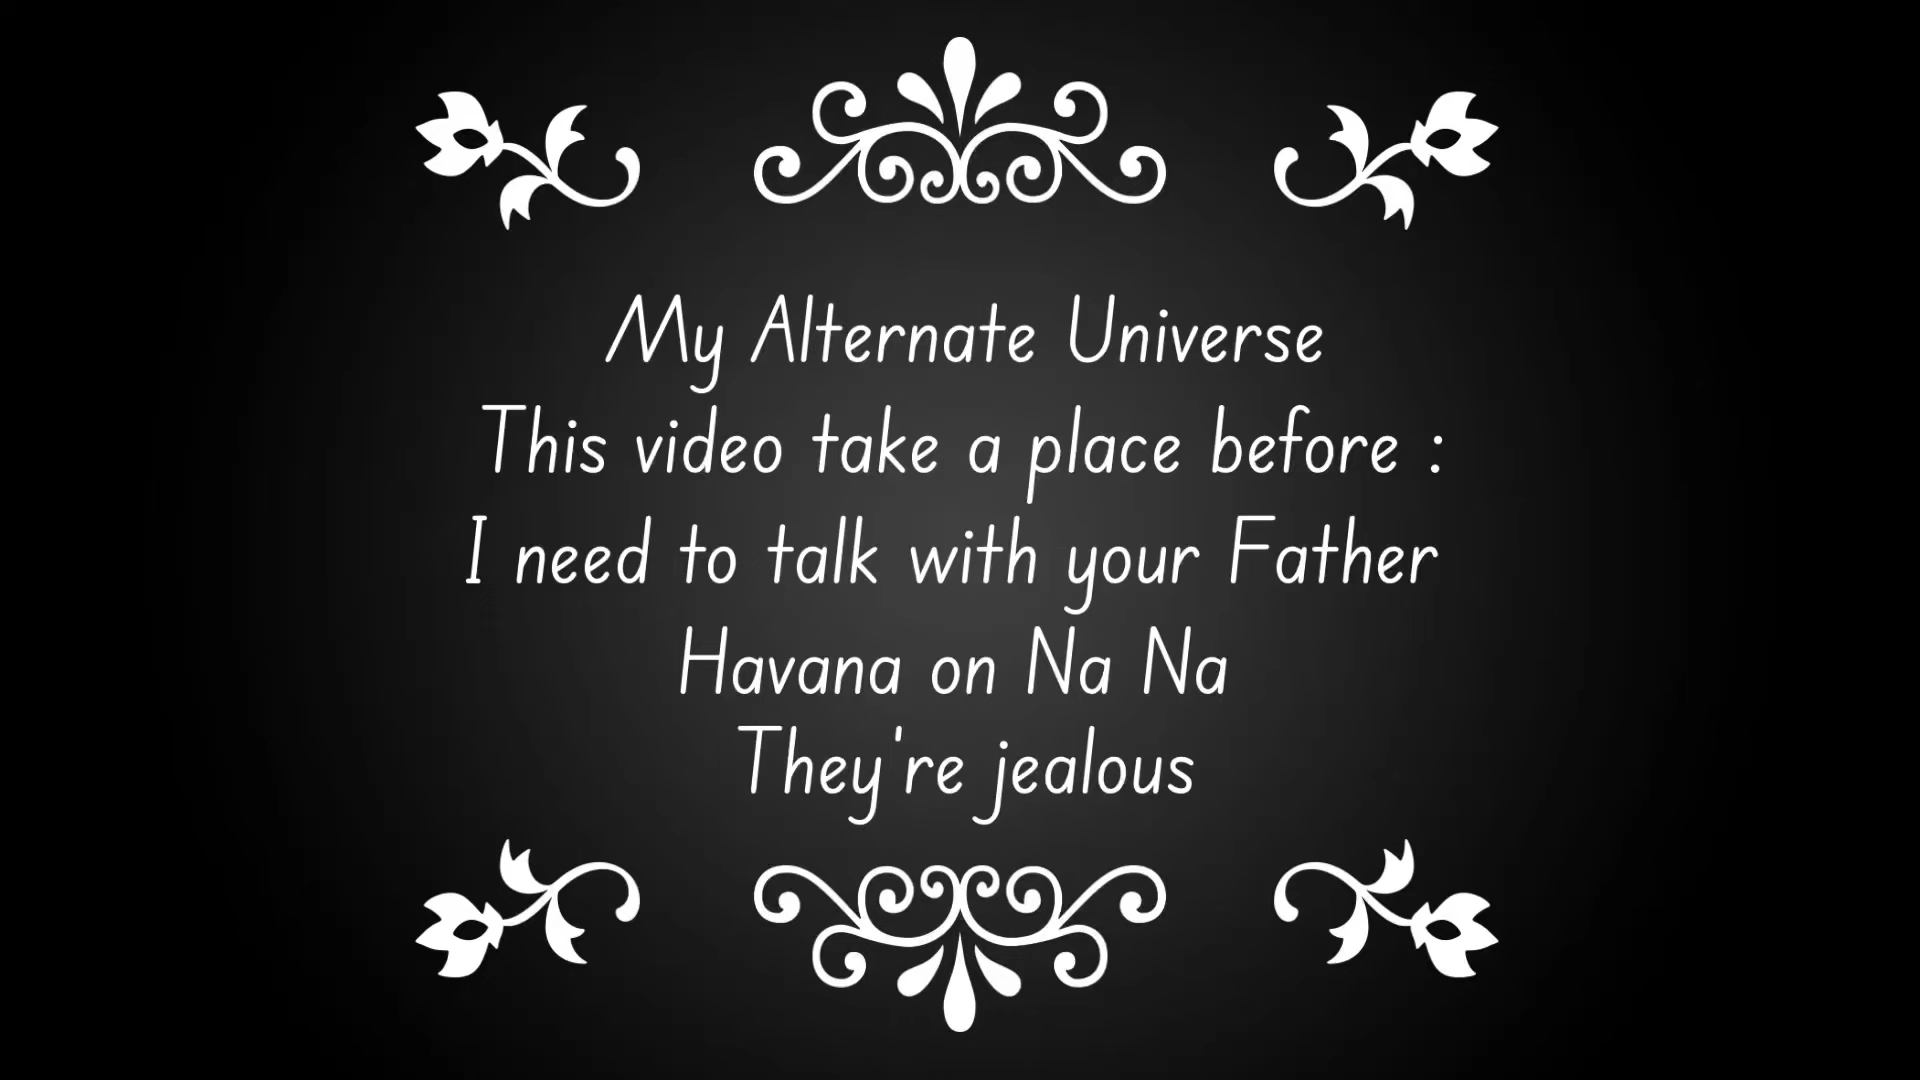 My Alternate Universe
This video take a place before :
I need to talk with your Father
Havana on Na Na
They're jealous